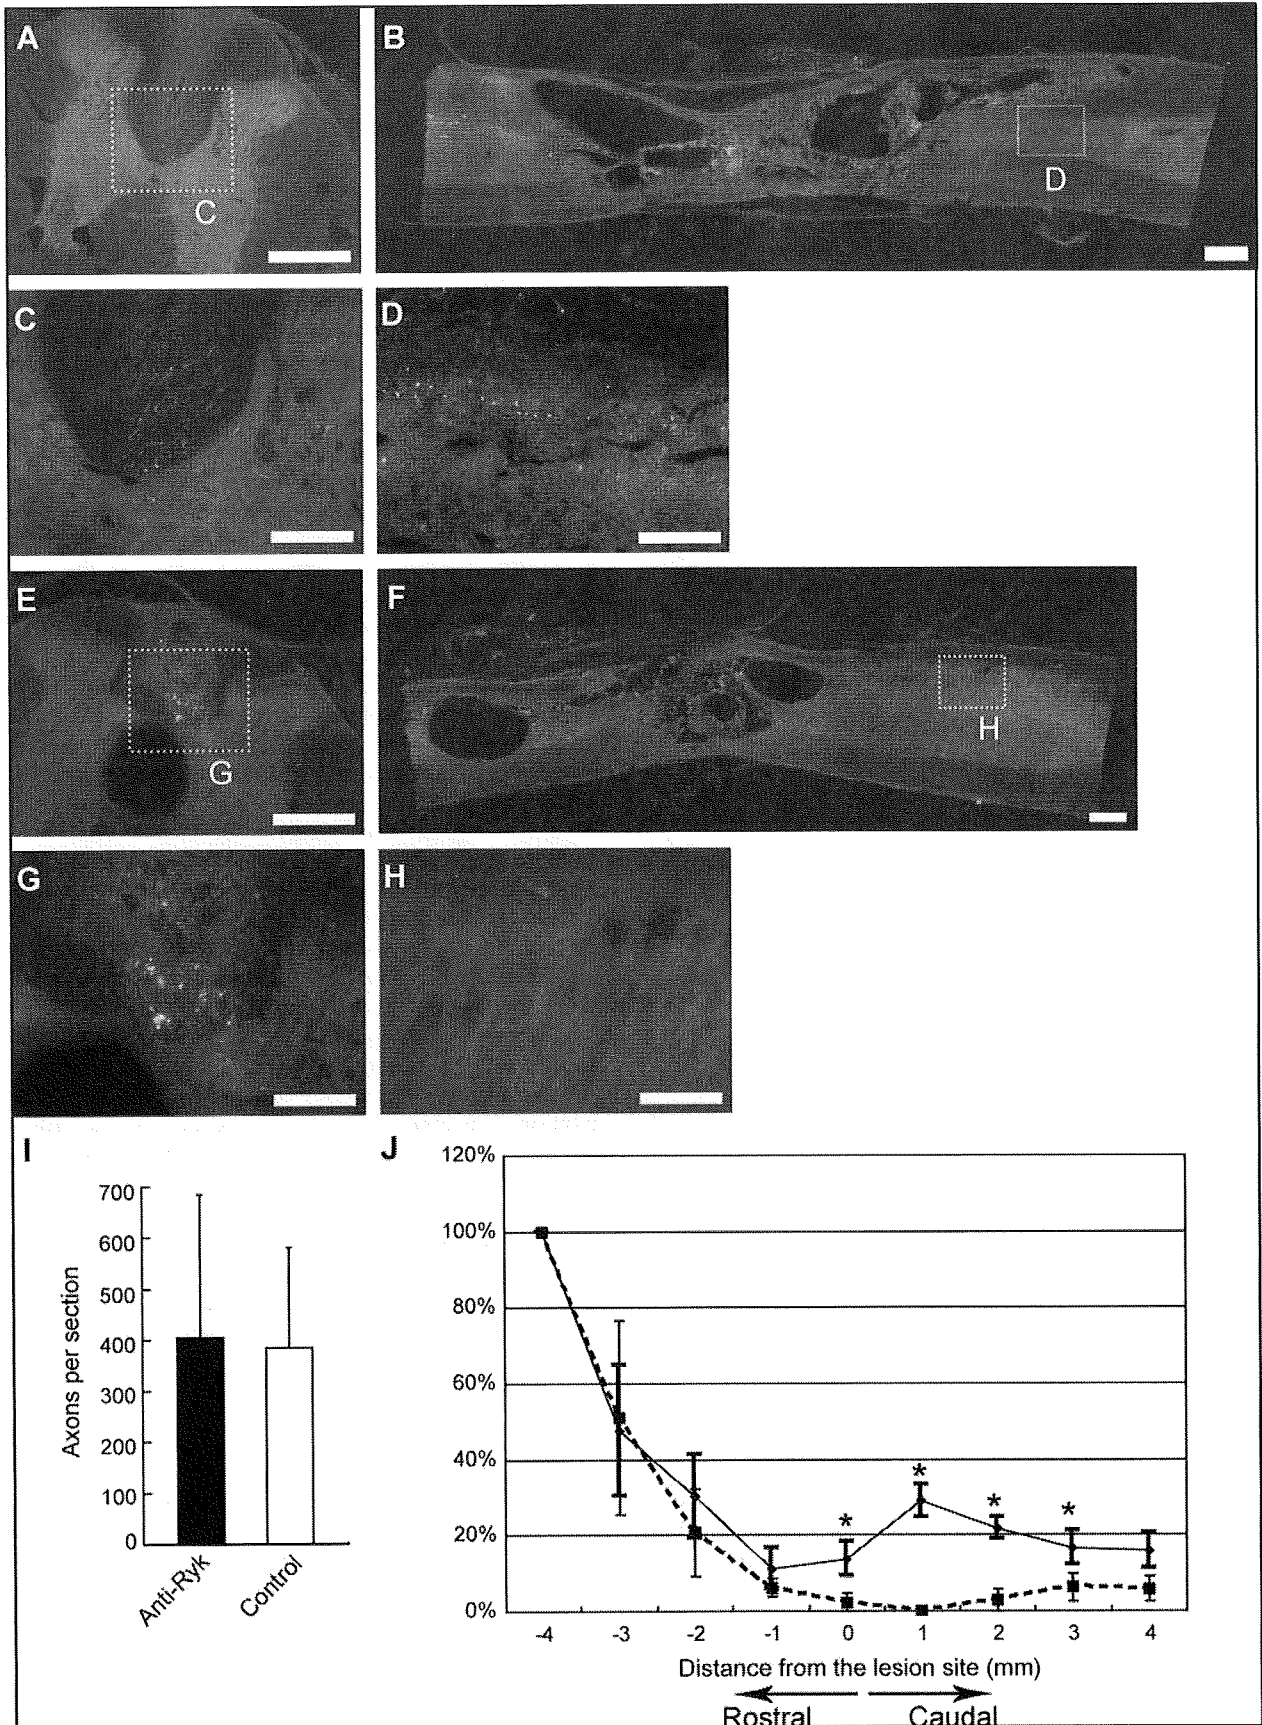 A
B
C
D
C
D
E
F
G
H
G
H
I
J
700
600
500
400
300
200
100
0
Axons per section
Anti-Ryk
Control
120%
100%
80%
60%
40%
20%
0%
*
*
*
*
-4 -3 -2 -1 0 1 2 3 4
Distance from the lesion site (mm)
Rostral Caudal